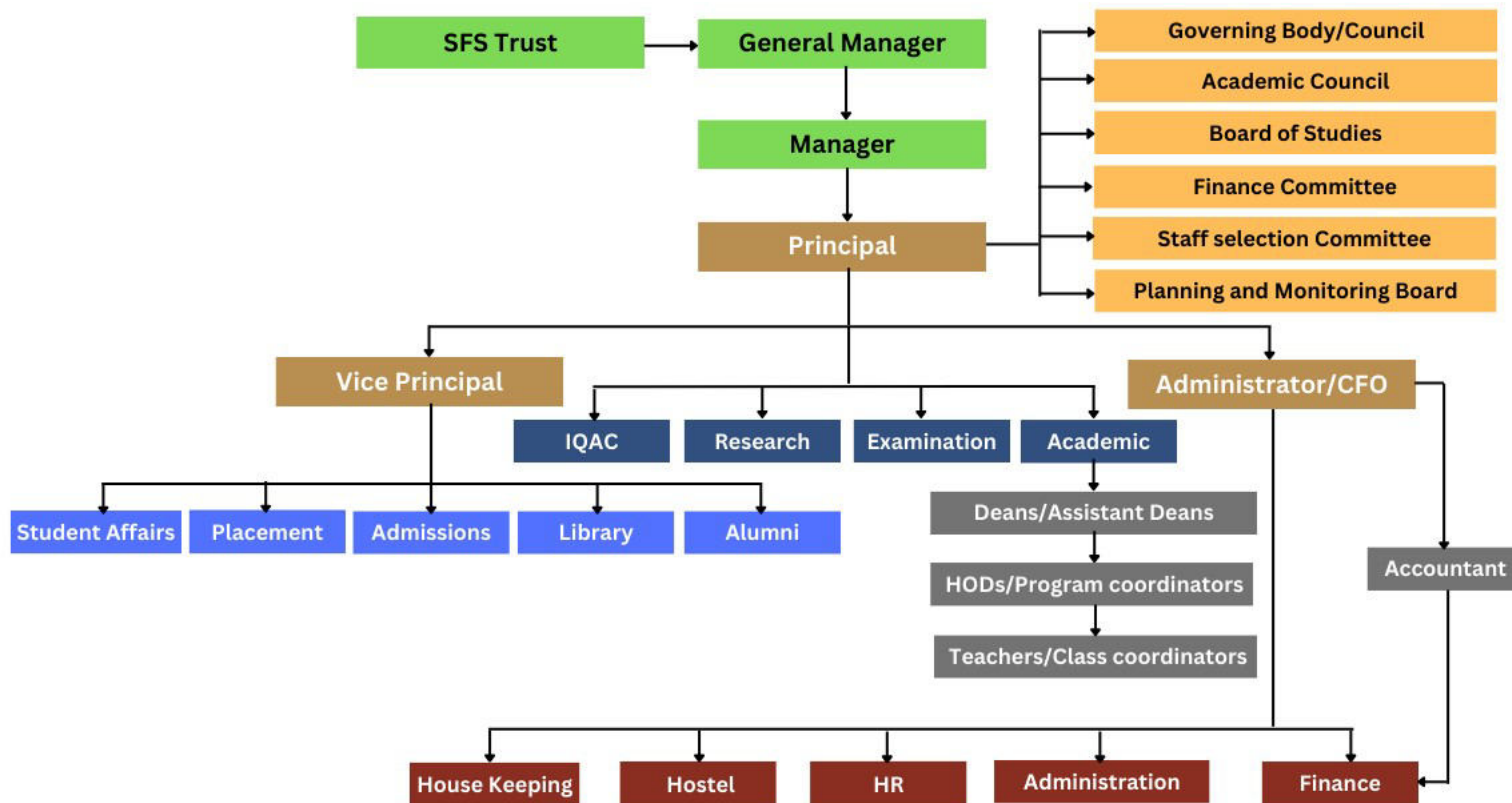 SFS Trust
General Manager
Governing Body/Council
Academic Council
Manager
Board of Studies
Finance Committee
Principal
Staff selection Committee
Planning and Monitoring Board
Vice Principal
Administrator/CFO
IQAC
Research
Examination
Academic
Student Affairs
Placement
Admissions
Library
Alumni
Deans/Assistant Deans
HODs/Program coordinators
Accountant
Teachers/Class coordinators
House Keeping
Hostel
HR
Administration
Finance